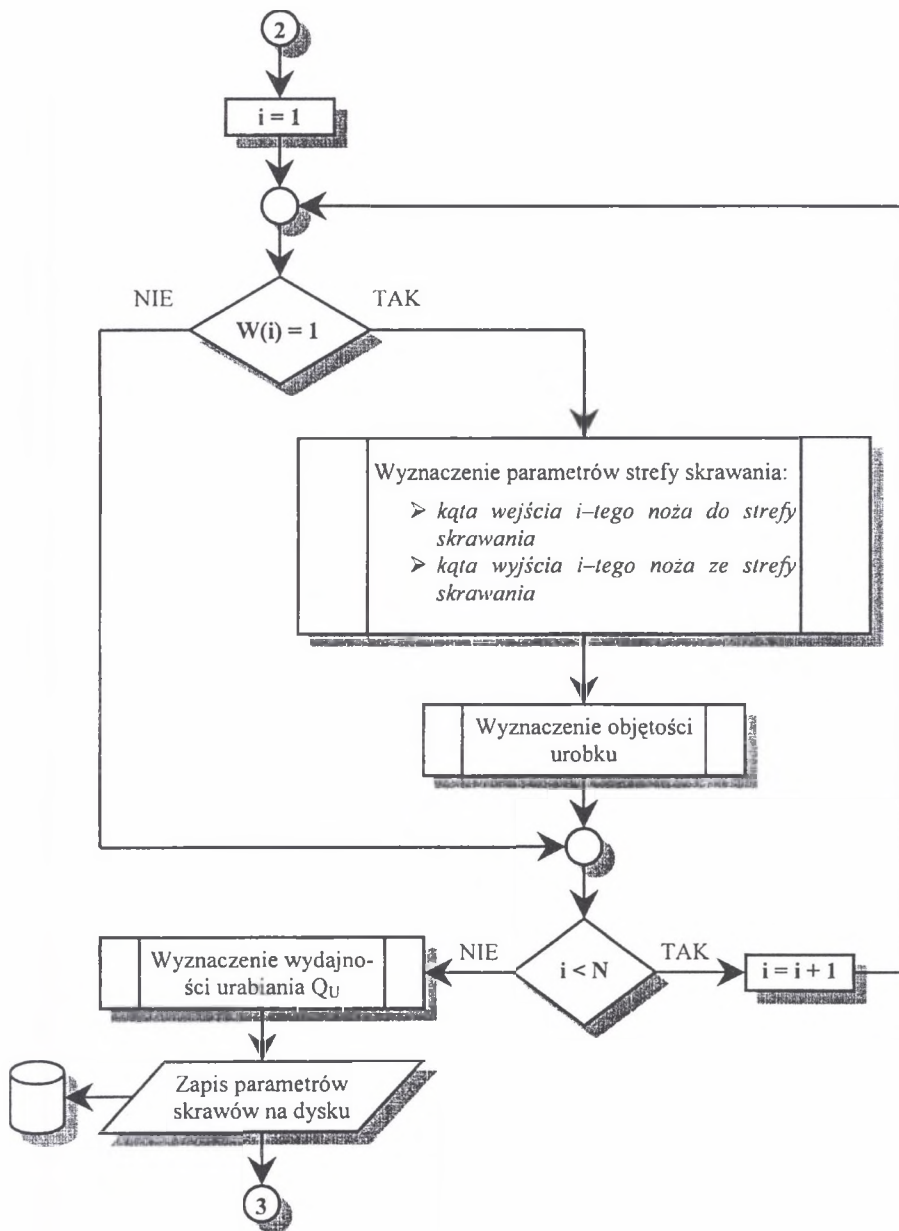 2
i = 1
NIE
TAK
W(i) = 1
Wyznaczenie parametrów strefy skrawania:
➢ kąta wejścia i–tego noża do strefy
skrawania
➢ kąta wyjścia i–tego noża ze strefy
skrawania
Wyznaczenie objętości
urobku
Wyznaczenie wydajno-
ści urabiania QU
NIE
i < N
TAK
i = i + 1
Zapis parametrów
skrawów na dysku
3